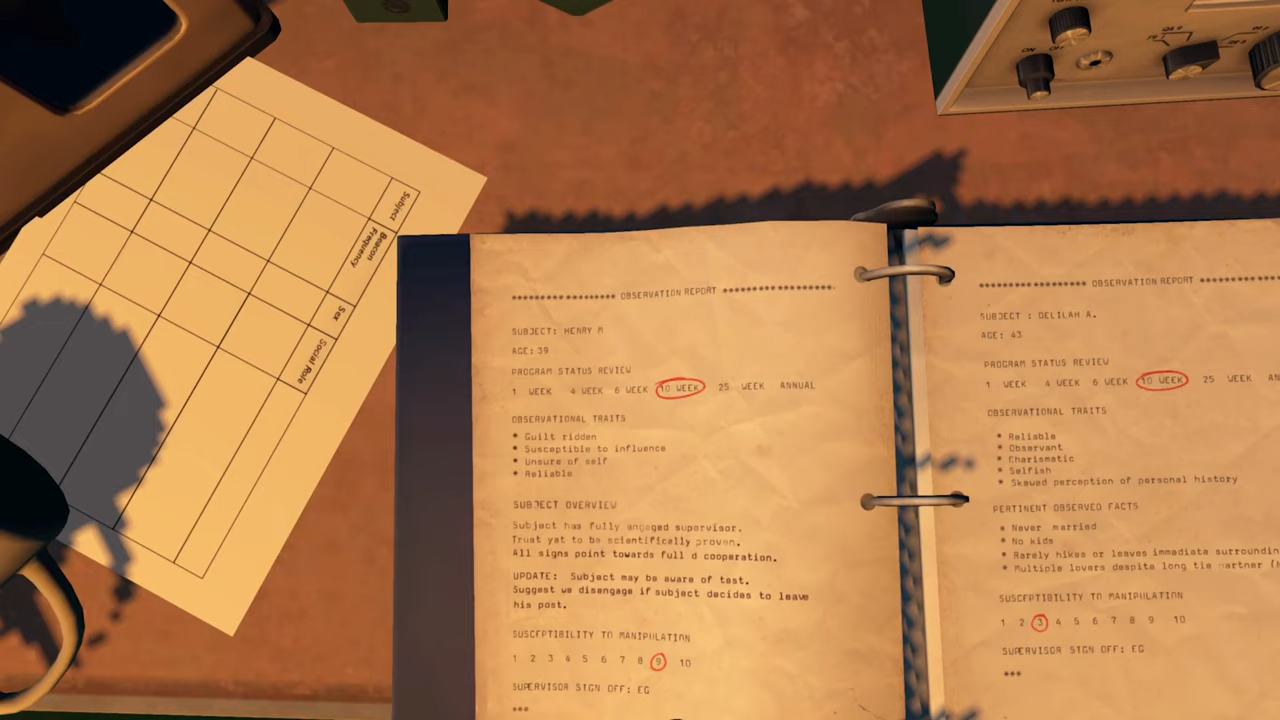 ON
Subject
Beacon
Frequency
Sex
Social Role
******************** OBSERVATION REPORT ********************
SUBJECT: HENRY M
AGE: 39
PROGRAM STATUS REVIEW
1 WEEK 4 WEEK 6 WEEK 10 WEEK 25 WEEK ANNUAL
OBSERVATIONAL TRAITS
* Guilt ridden
* Susceptible to influence
* Unsure of self
* Reliable
SUBJECT OVERVIEW
Subject has fully engaged supervisor.
Trust yet to be scientifically proven.
All signs point towards full d cooperation.
UPDATE: Subject may be aware of test.
Suggest we disengage if subject decides to leave
his post.
SUSCEPTIBILITY TO MANIPULATION
1 2 3 4 5 6 7 8 9 10
SUPERVISOR SIGN OFF: EG
***
******************** OBSERVATION REPORT ***************
SUBJECT : DELILAH A.
AGE: 43
PROGRAM STATUS REVIEW
1 WEEK 4 WEEK 6 WEEK 10 WEEK 25 WEEK AN
OBSERVATIONAL TRAITS
* Reliable
* Observant
* Charismatic
* Selfish
* Skewed perception of personal history
PERTINENT OBSERVED FACTS
* Never married
* No kids
* Rarely hikes or leaves immediate surroundin
* Multiple lovers despite long tie partner
SUSCEPTIBILITY TO MANIPULATION
1 2 3 4 5 6 7 8 9 10
SUPERVISOR SIGN OFF: EG
***